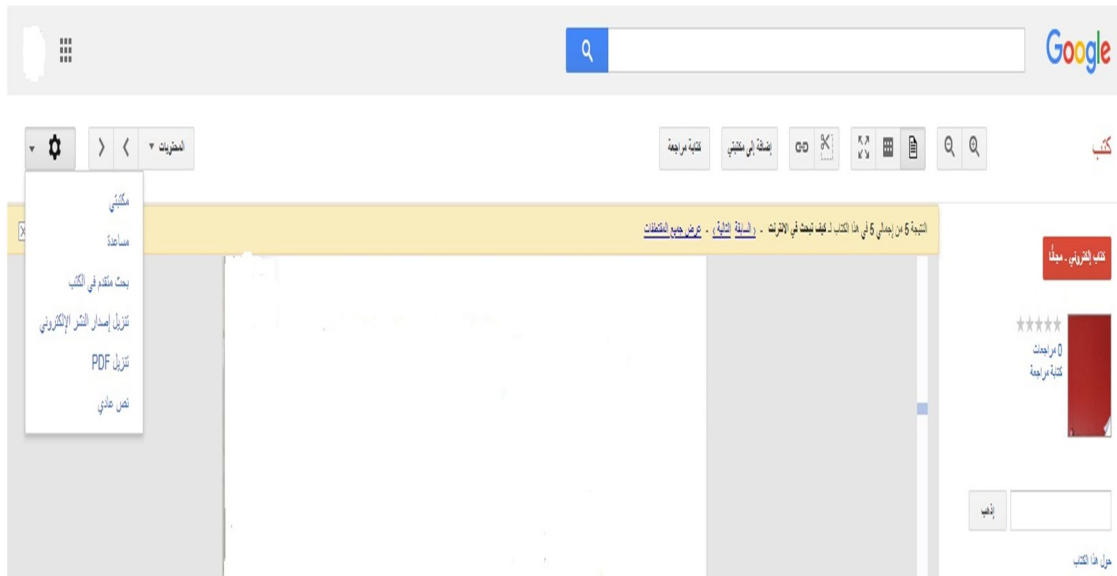 Google
كتب
إضافة إلى مكتبتي
كتابة مراجعة
المحتويات
مكتبتي
مساعدة
بحث متقدم في الكتب
تنزيل إصدار النشر الإلكتروني
تنزيل PDF
نص عادي
النتيجة 5 من إجمالي 5 في هذا الكتاب لـ كيف تبحث في الانترنت - ‹ السابقة التالية › - عرض جميع المقتطفات
كتاب إلكتروني - مجانًا
0 مراجعات
كتابة مراجعة
إذهب
حول هذا الكتاب